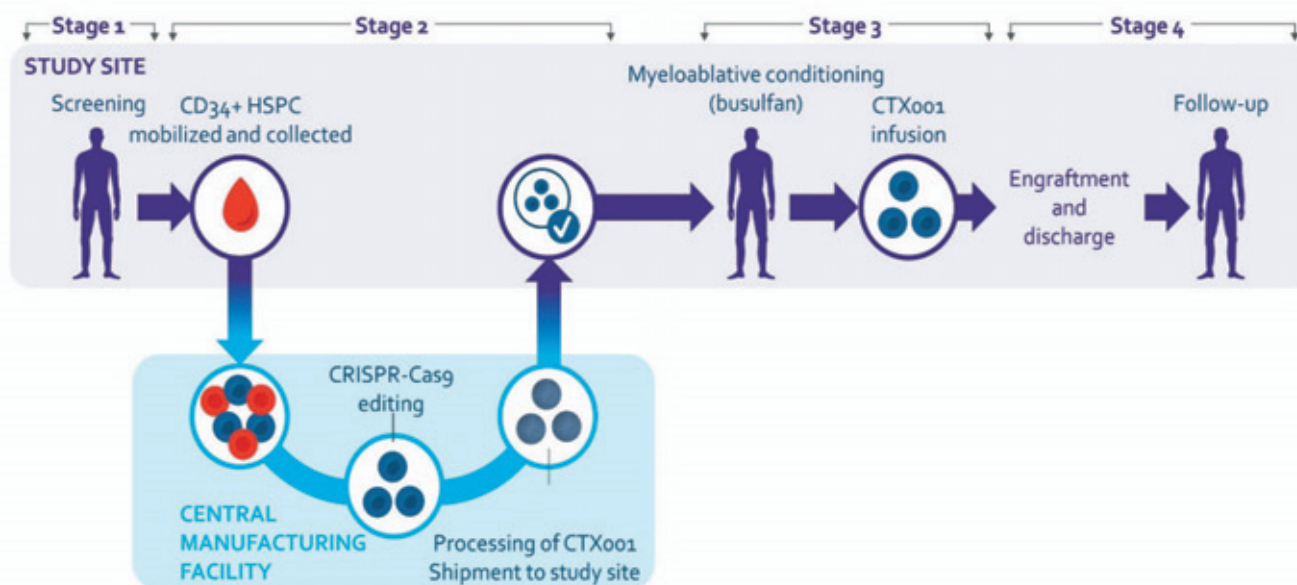 Stage 1
Stage 2
Stage 3
Stage 4
STUDY SITE
Screening
CD34+ HSPC
mobilized and collected
Myeloablative conditioning
(busulfan)
CTX001
infusion
Engraftment
and
discharge
Follow-up
CRISPR-Cas9
editing
CENTRAL
MANUFACTURING
FACILITY
Processing of CTX001
Shipment to study site